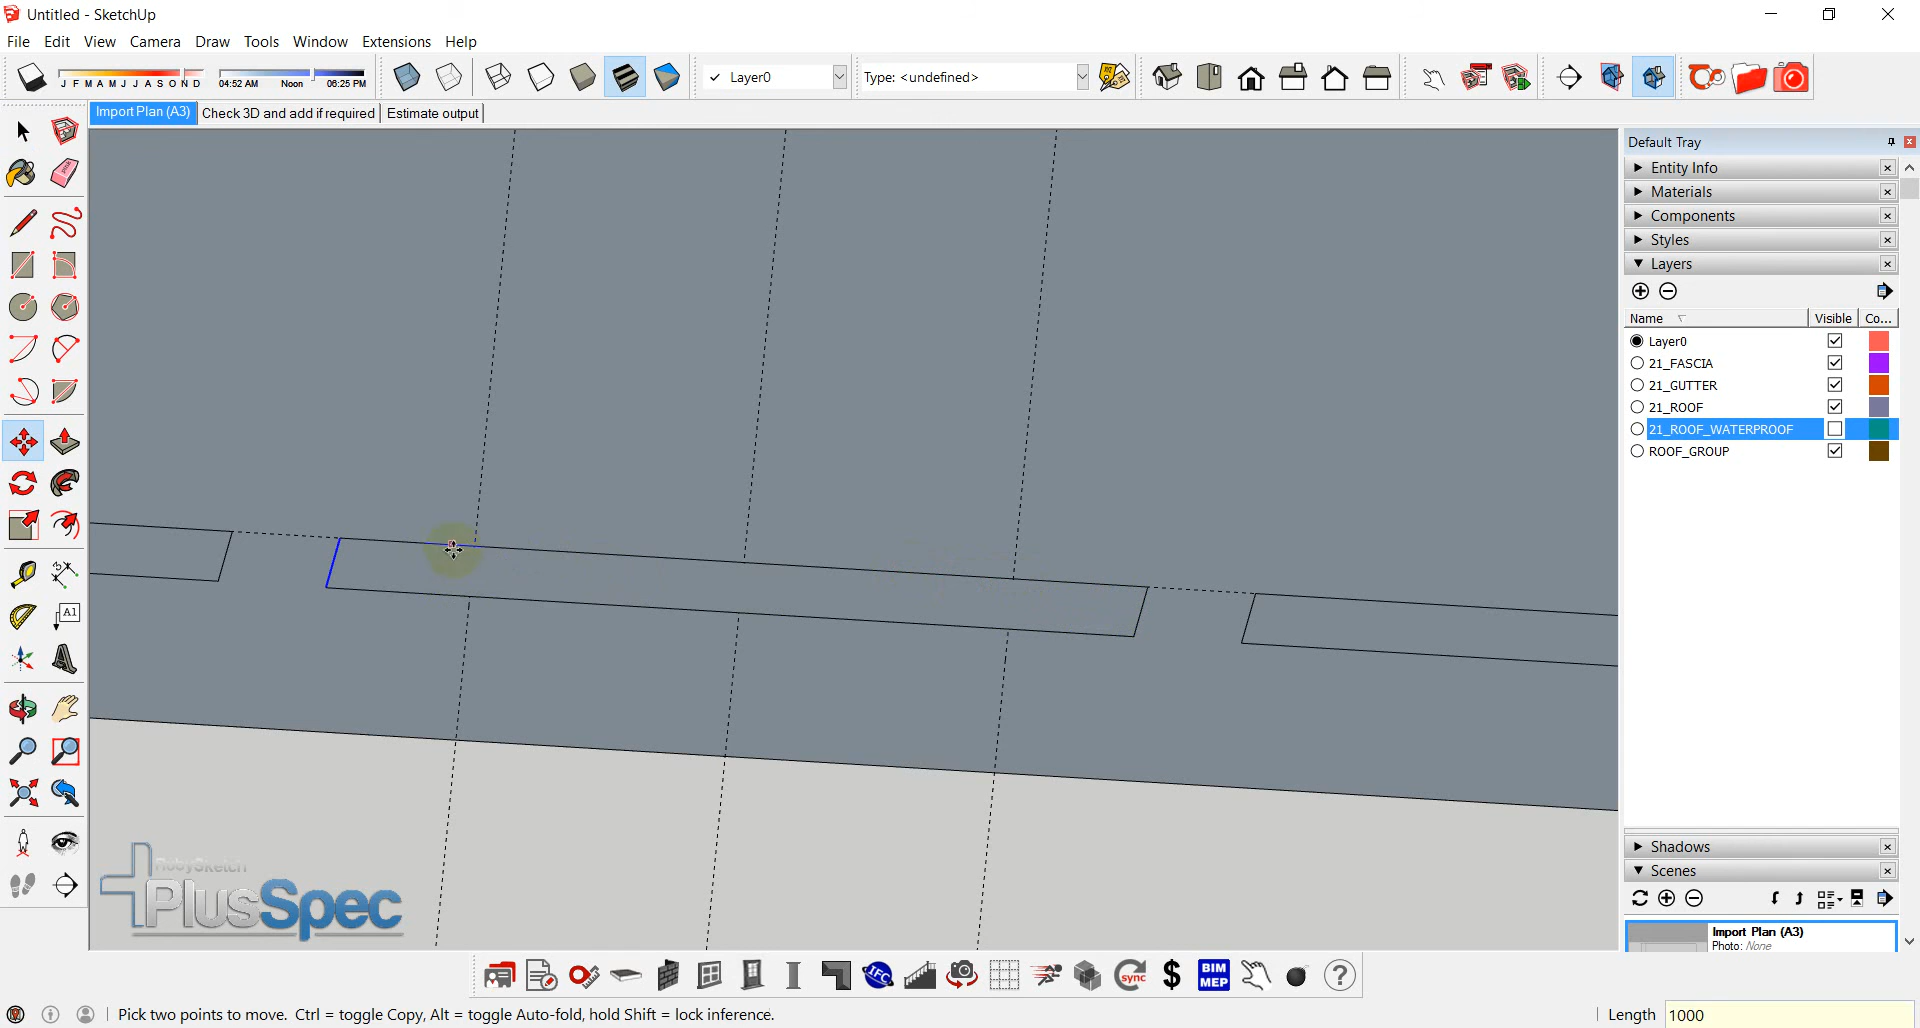 Untitled - SketchUp
File Edit View Camera Draw Tools Window Extensions Help
J F M A M J J A S O N D
04:52 AM Noon 06:25 PM
Layer0
Type: <undefined>
Import Plan (A3) Check 3D and add if required Estimate output
Default Tray
Entity Info
Materials
Components
Styles
Layers
Name Visible Co...
Layer0
21_FASCIA
21_GUTTER
21_ROOF
21_ROOF_WATERPROOF
ROOF_GROUP
A1
RubySketch
PlusSpec
Shadows
Scenes
Import Plan (A3)
Photo: None
IFC
sync
$
BIM
MEP
?
Pick two points to move. Ctrl = toggle Copy, Alt = toggle Auto-fold, hold Shift = lock inference.
Length 1000